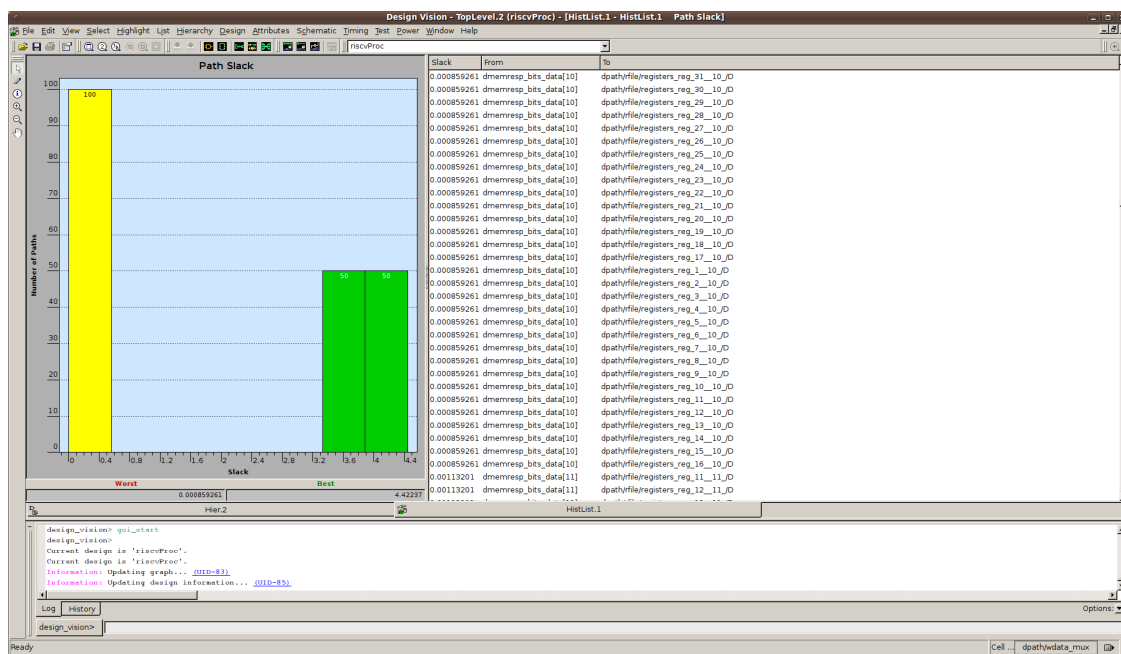 Design Vision - TopLevel.2 (riscvProc) - [HistList.1 - HistList.1 Path Slack]
File Edit View Select Highlight List Hierarchy Design Attributes Schematic Timing Test Power Window Help
riscvProc
Path Slack
Number of Paths
100
90
80
70
60
50
40
30
20
10
0
100
50 50
0 0.4 0.8 1.2 1.6 2 2.4 2.8 3.2 3.6 4 4.4
Slack
Worst Best
0.000859261 4.42237
Slack From To
0.000859261 dmemresp_bits_data[10] dpath/rfile/registers_reg_31__10_/D
0.000859261 dmemresp_bits_data[10] dpath/rfile/registers_reg_30__10_/D
0.000859261 dmemresp_bits_data[10] dpath/rfile/registers_reg_29__10_/D
0.000859261 dmemresp_bits_data[10] dpath/rfile/registers_reg_28__10_/D
0.000859261 dmemresp_bits_data[10] dpath/rfile/registers_reg_27__10_/D
0.000859261 dmemresp_bits_data[10] dpath/rfile/registers_reg_26__10_/D
0.000859261 dmemresp_bits_data[10] dpath/rfile/registers_reg_25__10_/D
0.000859261 dmemresp_bits_data[10] dpath/rfile/registers_reg_24__10_/D
0.000859261 dmemresp_bits_data[10] dpath/rfile/registers_reg_23__10_/D
0.000859261 dmemresp_bits_data[10] dpath/rfile/registers_reg_22__10_/D
0.000859261 dmemresp_bits_data[10] dpath/rfile/registers_reg_21__10_/D
0.000859261 dmemresp_bits_data[10] dpath/rfile/registers_reg_20__10_/D
0.000859261 dmemresp_bits_data[10] dpath/rfile/registers_reg_19__10_/D
0.000859261 dmemresp_bits_data[10] dpath/rfile/registers_reg_18__10_/D
0.000859261 dmemresp_bits_data[10] dpath/rfile/registers_reg_17__10_/D
0.000859261 dmemresp_bits_data[10] dpath/rfile/registers_reg_1__10_/D
0.000859261 dmemresp_bits_data[10] dpath/rfile/registers_reg_2__10_/D
0.000859261 dmemresp_bits_data[10] dpath/rfile/registers_reg_3__10_/D
0.000859261 dmemresp_bits_data[10] dpath/rfile/registers_reg_4__10_/D
0.000859261 dmemresp_bits_data[10] dpath/rfile/registers_reg_5__10_/D
0.000859261 dmemresp_bits_data[10] dpath/rfile/registers_reg_6__10_/D
0.000859261 dmemresp_bits_data[10] dpath/rfile/registers_reg_7__10_/D
0.000859261 dmemresp_bits_data[10] dpath/rfile/registers_reg_8__10_/D
0.000859261 dmemresp_bits_data[10] dpath/rfile/registers_reg_9__10_/D
0.000859261 dmemresp_bits_data[10] dpath/rfile/registers_reg_10__10_/D
0.000859261 dmemresp_bits_data[10] dpath/rfile/registers_reg_11__10_/D
0.000859261 dmemresp_bits_data[10] dpath/rfile/registers_reg_12__10_/D
0.000859261 dmemresp_bits_data[10] dpath/rfile/registers_reg_13__10_/D
0.000859261 dmemresp_bits_data[10] dpath/rfile/registers_reg_14__10_/D
0.000859261 dmemresp_bits_data[10] dpath/rfile/registers_reg_15__10_/D
0.000859261 dmemresp_bits_data[10] dpath/rfile/registers_reg_16__10_/D
0.00113201 dmemresp_bits_data[11] dpath/rfile/registers_reg_11__11_/D
0.00113201 dmemresp_bits_data[11] dpath/rfile/registers_reg_12__11_/D
Hier.2 HistList.1
design_vision> gui_start
design_vision>
Current design is 'riscvProc'.
Current design is 'riscvProc'.
Information: Updating graph... (UID-83)
Information: Updating design information... (UID-85)
Log History Options:
design_vision>
Ready Cell ... dpath/wdata_mux